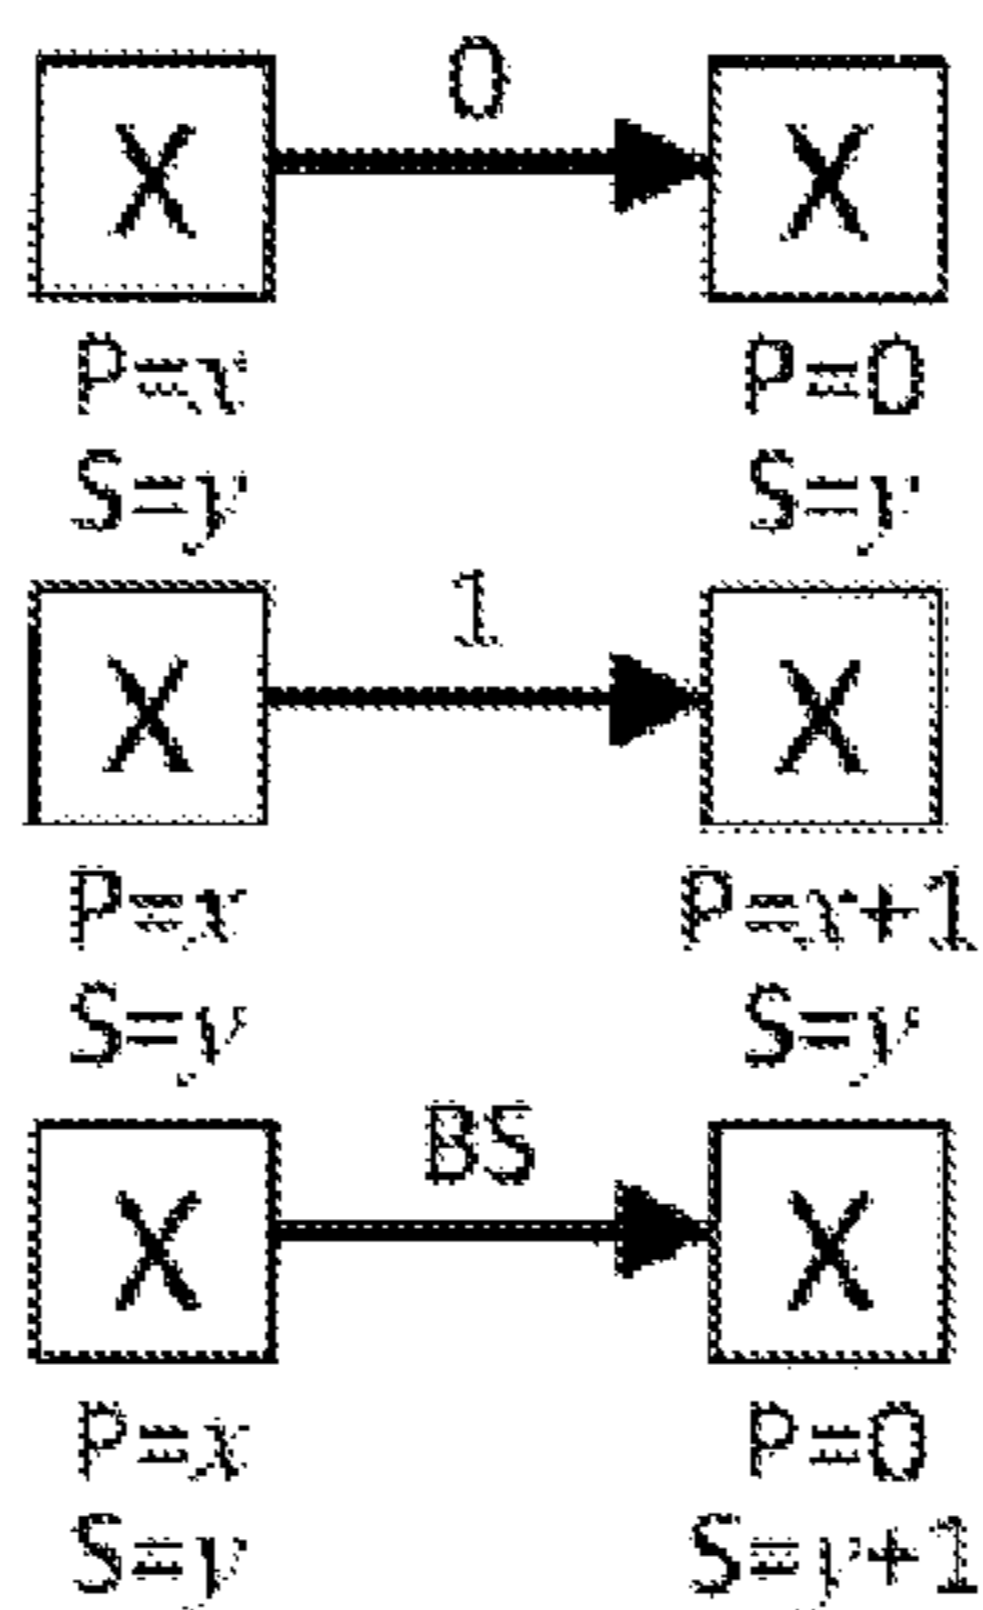 0
X X
P=x P=0
S=y S=y
1
X X
P=x P=x+1
S=y S=y
BS
X X
P=x P=0
S=y S=y+1